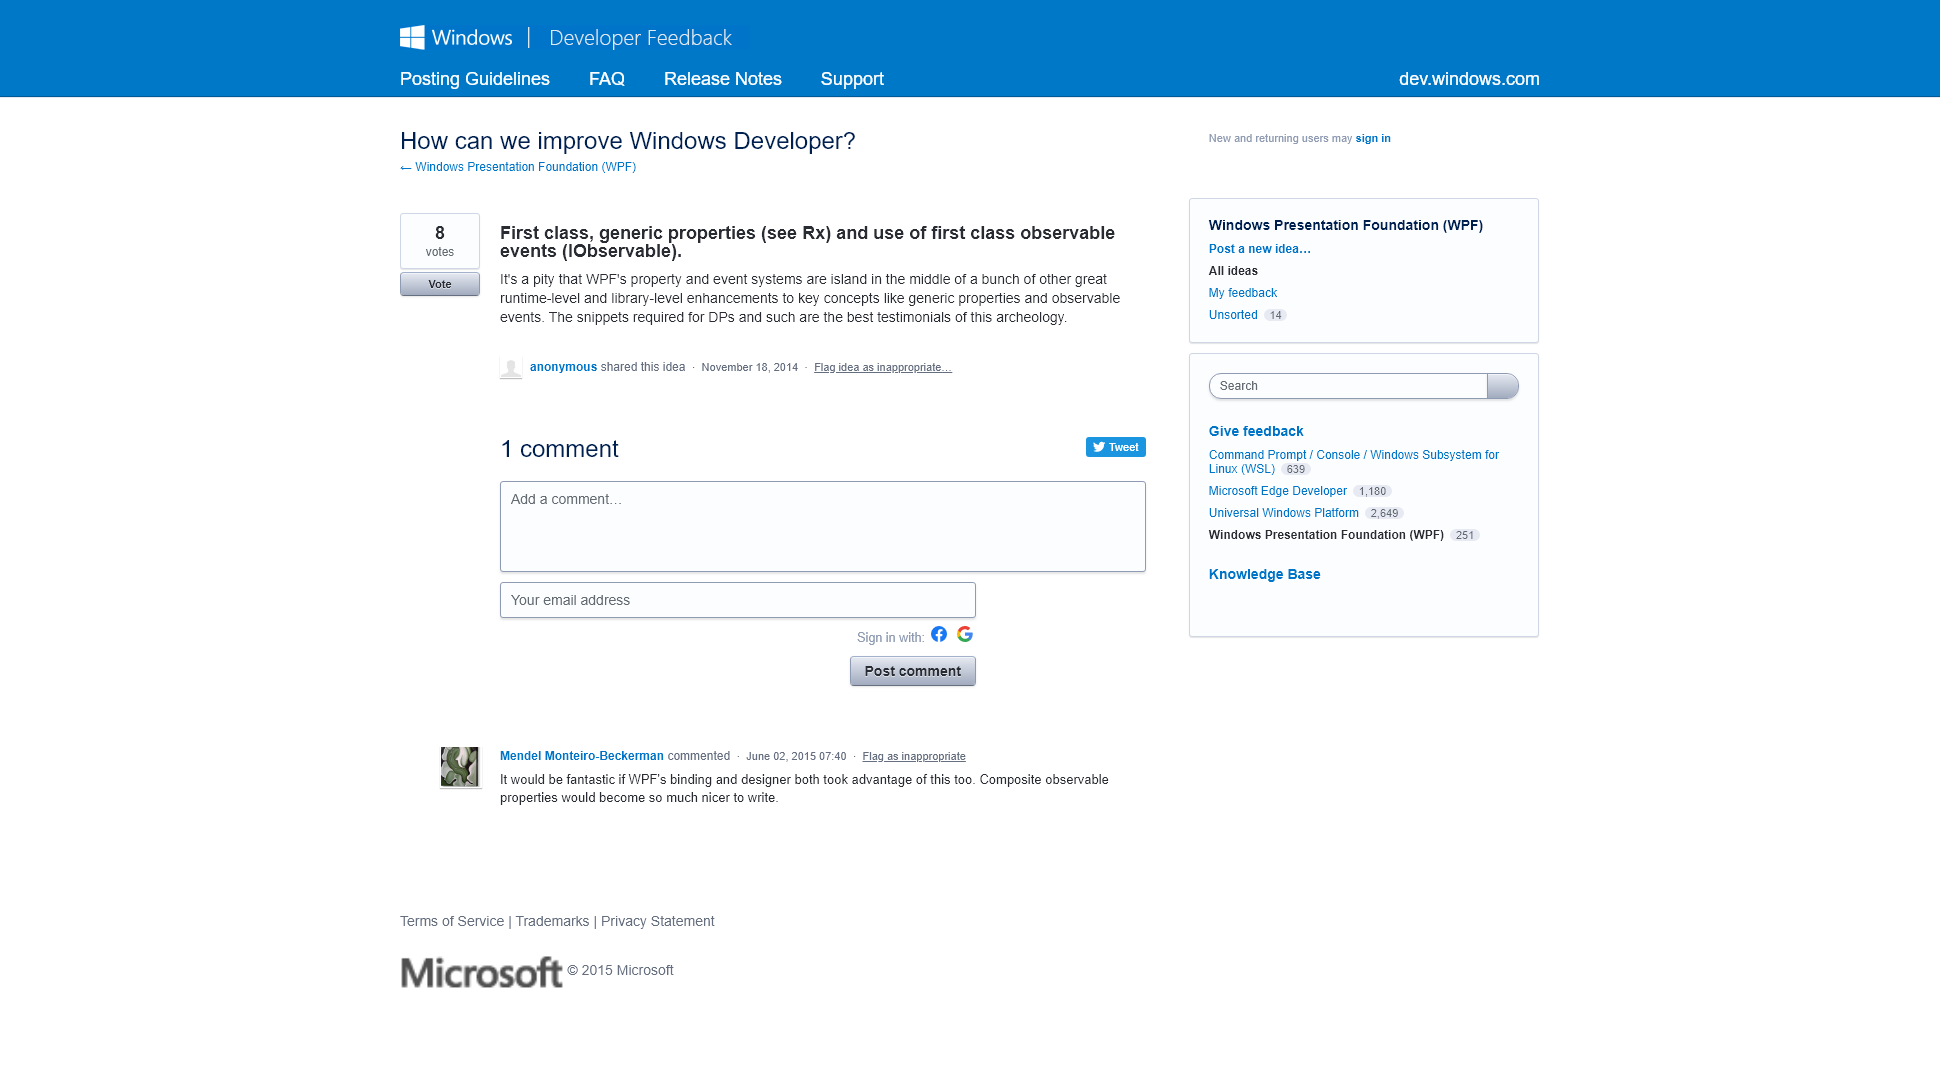 Windows | Developer Feedback
Posting Guidelines FAQ Release Notes Support dev.windows.com
How can we improve Windows Developer?
← Windows Presentation Foundation (WPF)
New and returning users may sign in
8
votes
Vote
First class, generic properties (see Rx) and use of first class observable
events (IObservable).
It's a pity that WPF's property and event systems are island in the middle of a bunch of other great
runtime-level and library-level enhancements to key concepts like generic properties and observable
events. The snippets required for DPs and such are the best testimonials of this archeology.
anonymous shared this idea · November 18, 2014 · Flag idea as inappropriate…
1 comment
Tweet
Add a comment…
Your email address
Sign in with:
Post comment
Mendel Monteiro-Beckerman commented · June 02, 2015 07:40 · Flag as inappropriate
It would be fantastic if WPF's binding and designer both took advantage of this too. Composite observable
properties would become so much nicer to write.
Windows Presentation Foundation (WPF)
Post a new idea…
All ideas
My feedback
Unsorted 14
Search
Give feedback
Command Prompt / Console / Windows Subsystem for
Linux (WSL) 639
Microsoft Edge Developer 1,180
Universal Windows Platform 2,649
Windows Presentation Foundation (WPF) 251
Knowledge Base
Terms of Service | Trademarks | Privacy Statement
Microsoft © 2015 Microsoft